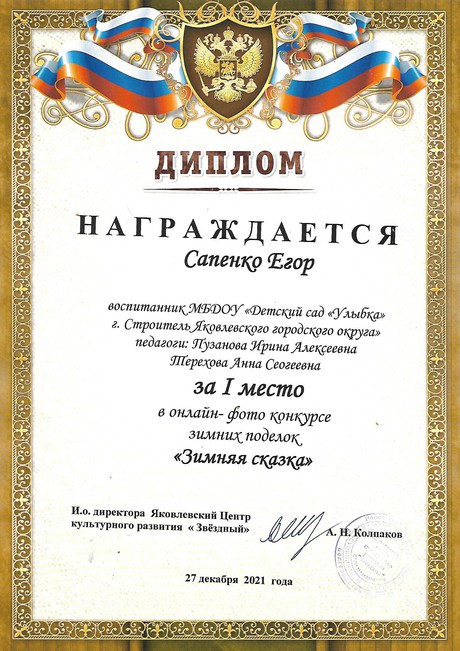 ДИПЛОМ
НАГРАЖДАЕТСЯ
Сапенко Егор
воспитанник МБДОУ «Детский сад «Улыбка»
г. Строитель Яковлевского городского округа»
педагоги: Пузанова Ирина Алексеевна
Терехова Анна Сеогеевна
за I место
в онлайн- фото конкурсе
зимних поделок
«Зимняя сказка»
И.о. директора Яковлевский Центр
культурного развития « Звёздный»
А. Н. Колпаков
27 декабря 2021 года